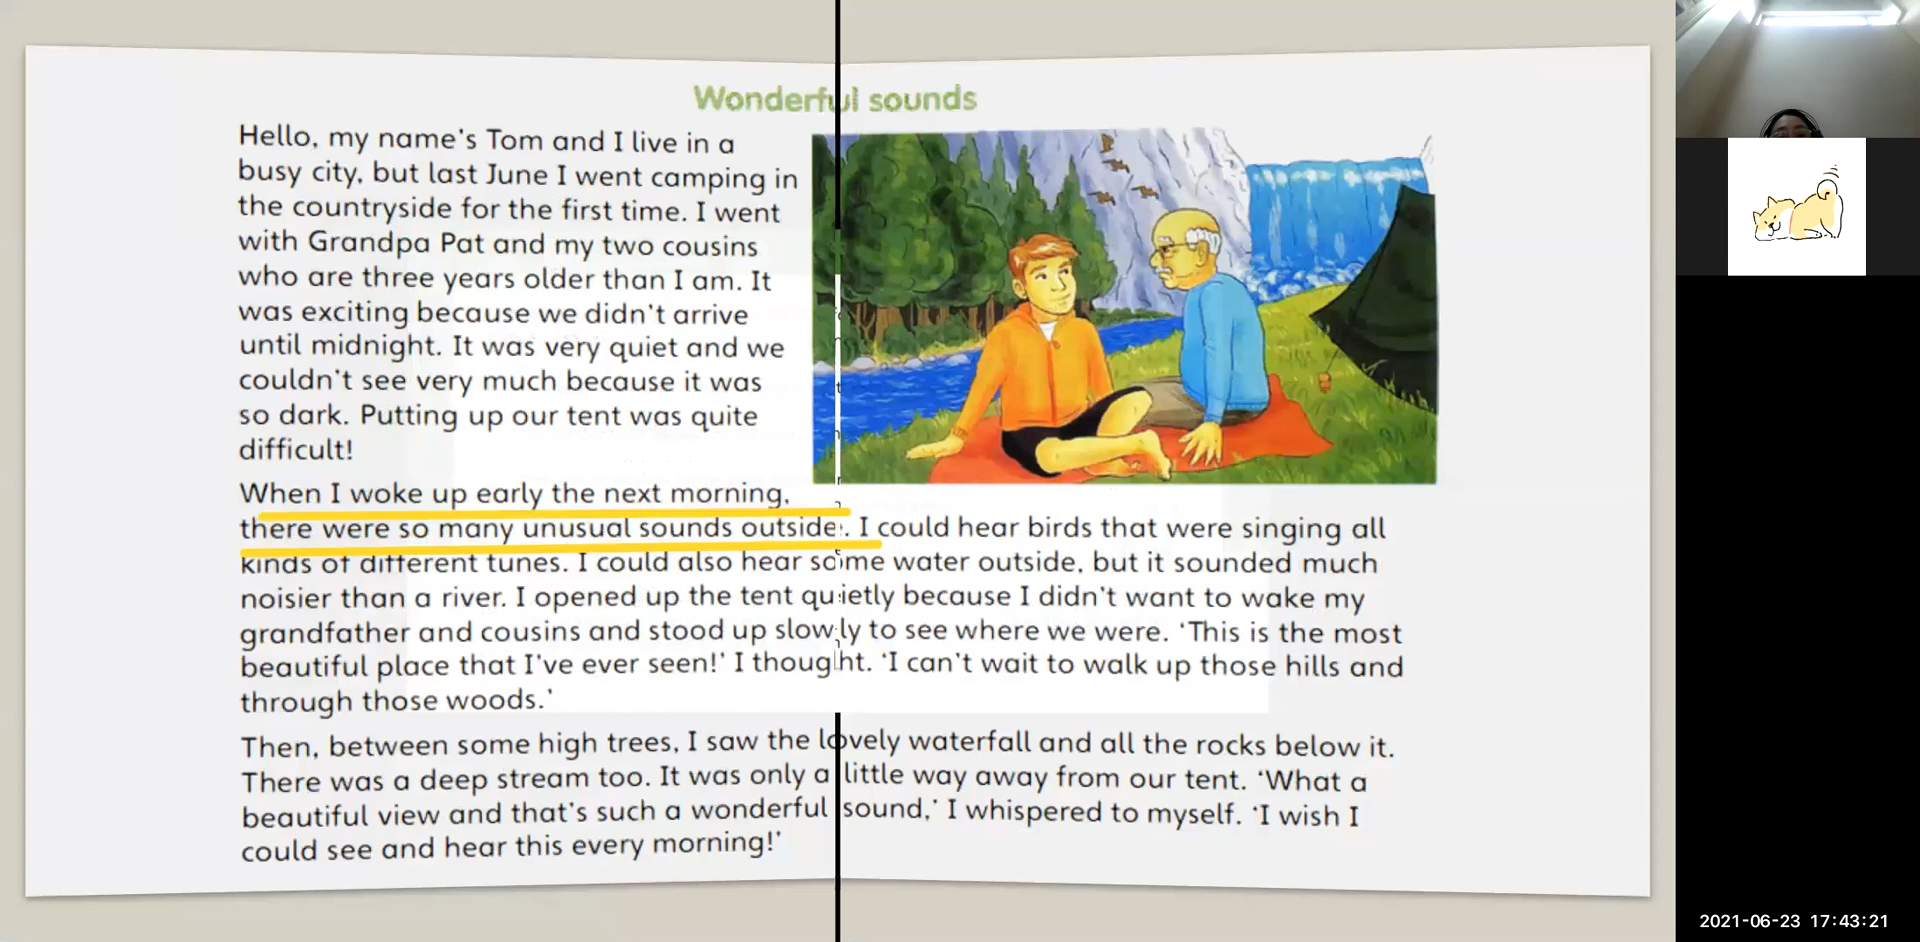 Wonderful sounds
Hello, my name's Tom and I live in a
busy city, but last June I went camping in
the countryside for the first time. I went
with Grandpa Pat and my two cousins
who are three years older than I am. It
was exciting because we didn't arrive
until midnight. It was very quiet and we
couldn't see very much because it was
so dark. Putting up our tent was quite
difficult!
When I woke up early the next morning,
there were so many unusual sounds outside. I could hear birds that were singing all
kinds of different tunes. I could also hear some water outside, but it sounded much
noisier than a river. I opened up the tent quietly because I didn't want to wake my
grandfather and cousins and stood up slowly to see where we were. 'This is the most
beautiful place that I've ever seen!' I thought. 'I can't wait to walk up those hills and
through those woods.'
Then, between some high trees, I saw the lovely waterfall and all the rocks below it.
There was a deep stream too. It was only a little way away from our tent. 'What a
beautiful view and that's such a wonderful sound,' I whispered to myself. 'I wish I
could see and hear this every morning!'
2021-06-23 17:43:21